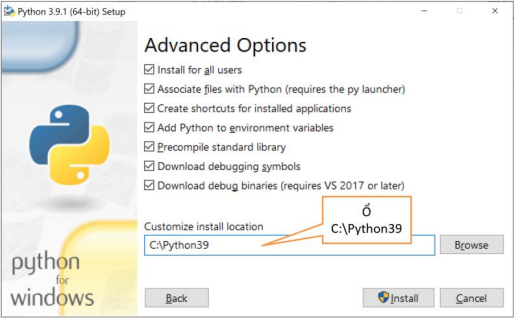 Python 3.9.1 (64-bit) Setup
Advanced Options
Install for all users
Associate files with Python (requires the py launcher)
Create shortcuts for installed applications
Add Python to environment variables
Precompile standard library
Download debugging symbols
Download debug binaries (requires VS 2017 or later)
Customize install location
Ổ
C:\Python39
C:\Python39
Browse
python
for
windows
Back
Install
Cancel